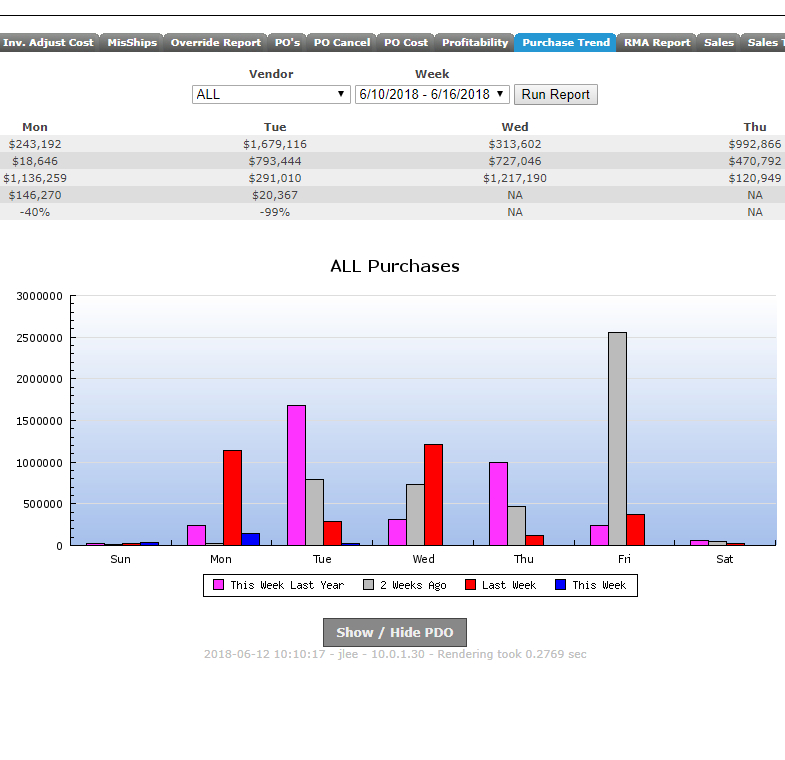 Inv. Adjust Cost MisShips Override Report PO's PO Cancel PO Cost Profitability Purchase Trend RMA Report Sales Sales
Vendor Week
ALL 6/10/2018 - 6/16/2018 Run Report
Mon Tue Wed Thu
$243,192 $1,679,116 $313,602 $992,866
$18,646 $793,444 $727,046 $470,792
$1,136,259 $291,010 $1,217,190 $120,949
$146,270 $20,367 NA NA
-40% -99% NA NA
ALL Purchases
3000000
2500000
2000000
1500000
1000000
500000
0
Sun Mon Tue Wed Thu Fri Sat
This Week Last Year 2 Weeks Ago Last Week This Week
Show / Hide PDO
2018-06-12 10:10:17 - jlee - 10.0.1.30 - Rendering took 0.2769 sec